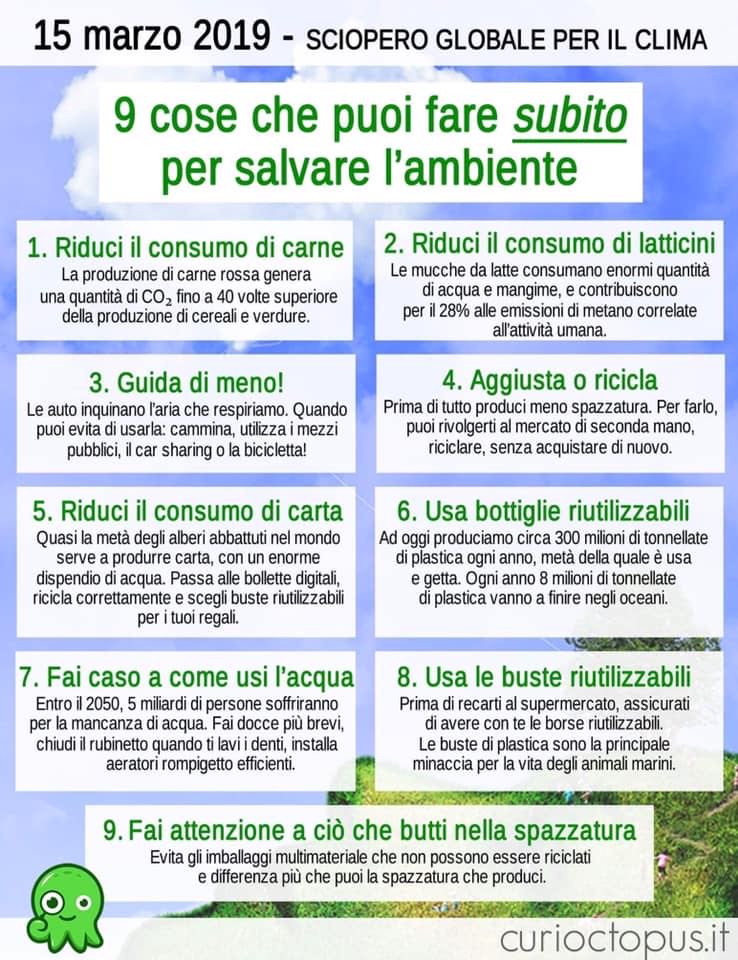 15 marzo 2019 - SCIOPERO GLOBALE PER IL CLIMA
9 cose che puoi fare subito
per salvare l'ambiente
1. Riduci il consumo di carne
La produzione di carne rossa genera
una quantità di CO₂ fino a 40 volte superiore
della produzione di cereali e verdure.
2. Riduci il consumo di latticini
Le mucche da latte consumano enormi quantità
di acqua e mangime, e contribuiscono
per il 28% alle emissioni di metano correlate
all'attività umana.
3. Guida di meno!
Le auto inquinano l'aria che respiriamo. Quando
puoi evita di usarla: cammina, utilizza i mezzi
pubblici, il car sharing o la bicicletta!
4. Aggiusta o ricicla
Prima di tutto produci meno spazzatura. Per farlo,
puoi rivolgerti al mercato di seconda mano,
riciclare, senza acquistare di nuovo.
5. Riduci il consumo di carta
Quasi la metà degli alberi abbattuti nel mondo
serve a produrre carta, con un enorme
dispendio di acqua. Passa alle bollette digitali,
ricicla correttamente e scegli buste riutilizzabili
per i tuoi regali.
6. Usa bottiglie riutilizzabili
Ad oggi produciamo circa 300 milioni di tonnellate
di plastica ogni anno, metà della quale è usa
e getta. Ogni anno 8 milioni di tonnellate
di plastica vanno a finire negli oceani.
7. Fai caso a come usi l'acqua
Entro il 2050, 5 miliardi di persone soffriranno
per la mancanza di acqua. Fai docce più brevi,
chiudi il rubinetto quando ti lavi i denti, installa
aeratori rompigetto efficienti.
8. Usa le buste riutilizzabili
Prima di recarti al supermercato, assicurati
di avere con te le borse riutilizzabili.
Le buste di plastica sono la principale
minaccia per la vita degli animali marini.
9. Fai attenzione a ciò che butti nella spazzatura
Evita gli imballaggi multimateriale che non possono essere riciclati
e differenza più che puoi la spazzatura che produci.
curioctopus.it